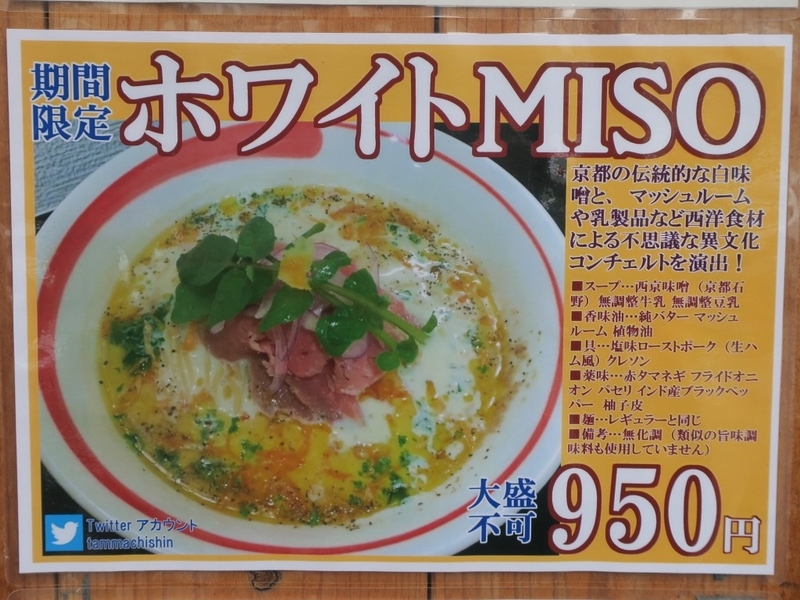 期間
限定
ホワイトMISO
京都の伝統的な白味
噌と、マッシュルーム
や乳製品など西洋食材
による不思議な異文化
コンチェルトを演出！
■スープ…西京味噌（京都石
野）無調整牛乳 無調整豆乳
■香味油…純バター マッシュ
ルーム 植物油
■具…塩味ローストポーク（生ハ
ム風）クレソン
■薬味…赤タマネギ フライドオニ
オン パセリ インド産ブラックペッ
パー 柚子皮
■麺…レギュラーと同じ
■備考…無化調（類似の旨味調
味料も使用していません）
大盛
不可
950円
Twitter アカウント
tammachishin